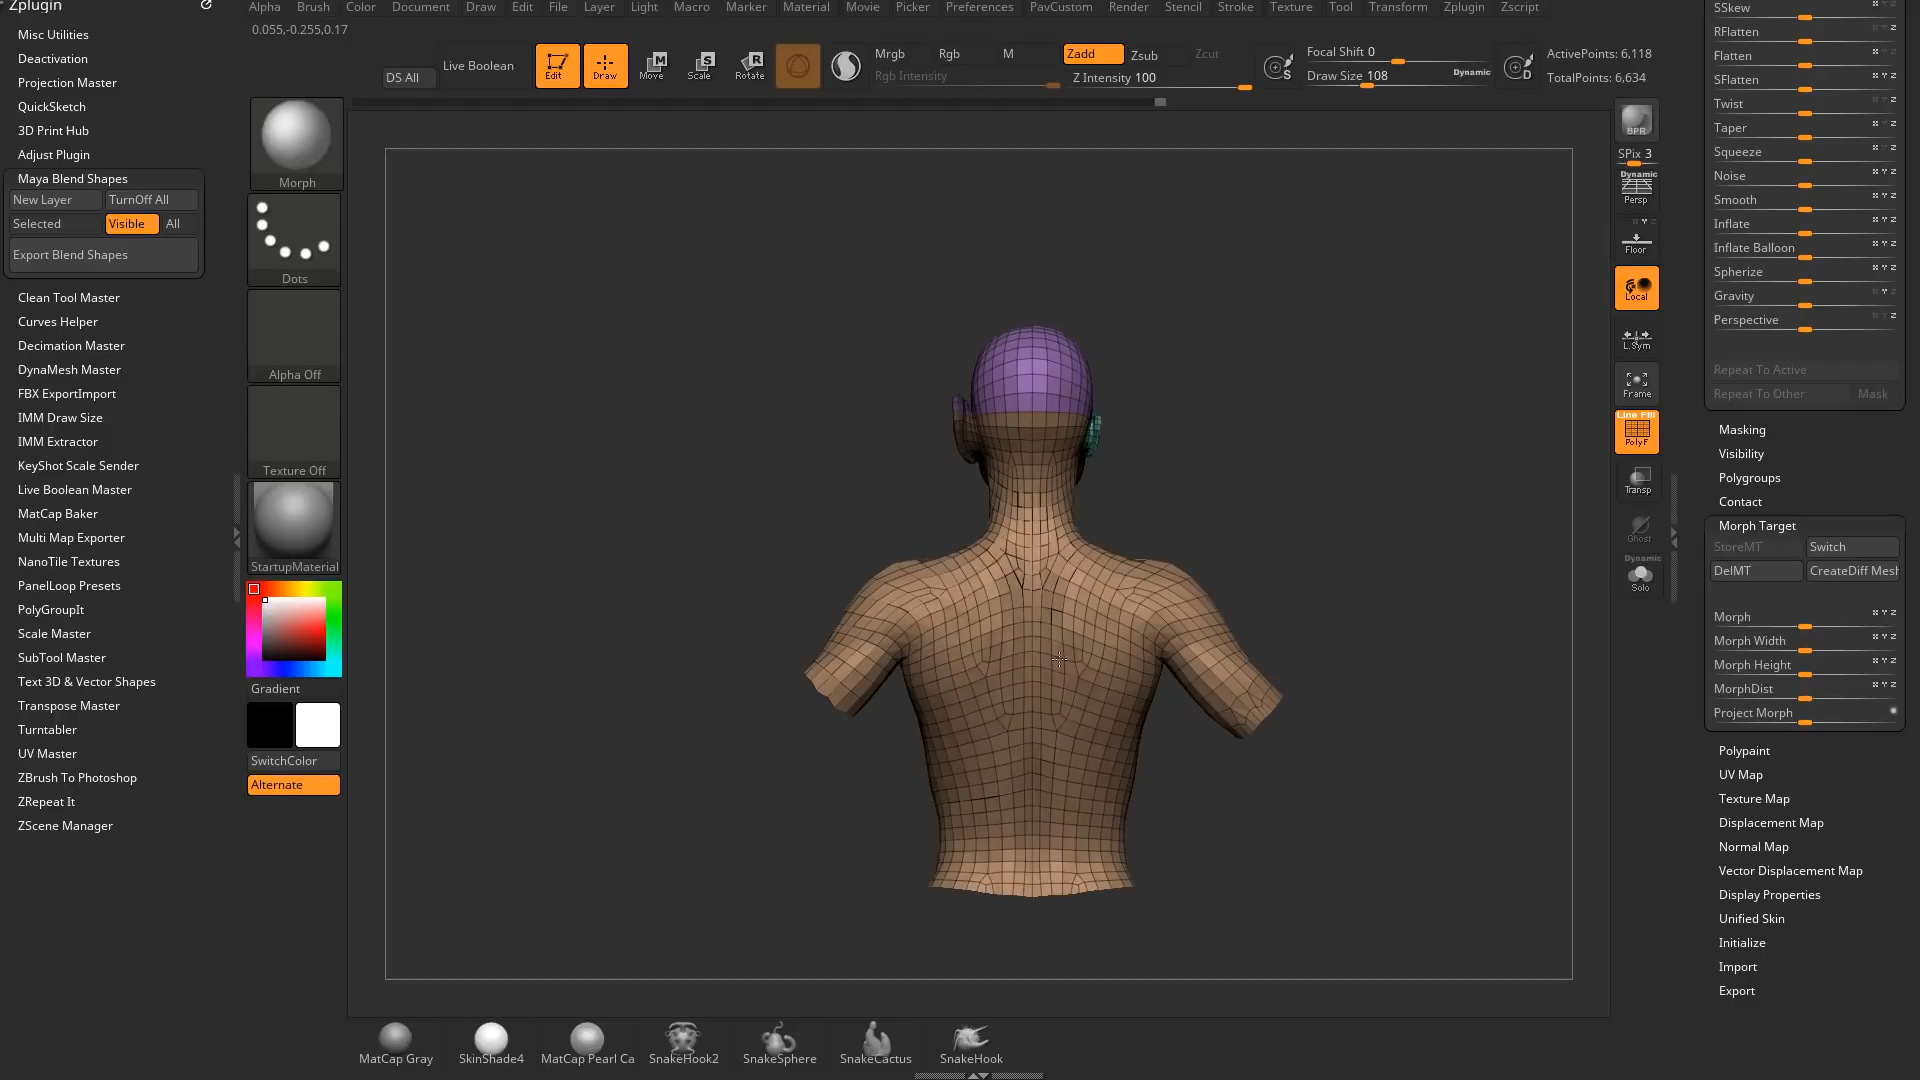 Zplugin
Misc Utilities
Deactivation
Projection Master
QuickSketch
3D Print Hub
Adjust Plugin
Maya Blend Shapes
New Layer TurnOff All
Selected Visible All
Export Blend Shapes
Clean Tool Master
Curves Helper
Decimation Master
DynaMesh Master
FBX ExportImport
IMM Draw Size
IMM Extractor
KeyShot Scale Sender
Live Boolean Master
MatCap Baker
Multi Map Exporter
NanoTile Textures
PanelLoop Presets
PolyGroupIt
Scale Master
SubTool Master
Text 3D & Vector Shapes
Transpose Master
Turntabler
UV Master
ZBrush To Photoshop
ZRepeat It
ZScene Manager
Alpha Brush Color Document Draw Edit File Layer Light Macro Marker Material Movie Picker Preferences PavCustom Render Stencil Stroke Texture Tool Transform Zplugin Zscript
0.055,-0.255,0.17
DS All
Live Boolean
Edit
Draw
M
Move
S
Scale
R
Rotate
Mrgb Rgb M
Rgb Intensity
Zadd Zsub Zcut
Z Intensity 100
S
Focal Shift 0
Draw Size 108
Dynamic
D
ActivePoints: 6,118
TotalPoints: 6,634
Morph
Dots
Alpha Off
Texture Off
StartupMaterial
Gradient
SwitchColor
Alternate
BPR
SPix 3
Dynamic
Persp
Floor
Local
L.Sym
Frame
Line Fill
PolyF
Transp
Ghost
Dynamic
Solo
MatCap Gray
SkinShade4
MatCap Pearl Ca
SnakeHook2
SnakeSphere
SnakeCactus
SnakeHook
SSkew
RFlatten
Flatten
SFlatten
Twist
Taper
Squeeze
Noise
Smooth
Inflate
Inflate Balloon
Spherize
Gravity
Perspective
Repeat To Active
Repeat To Other Mask
Masking
Visibility
Polygroups
Contact
Morph Target
StoreMT Switch
DelMT CreateDiff Mesh
Morph
Morph Width
Morph Height
MorphDist
Project Morph
Polypaint
UV Map
Texture Map
Displacement Map
Normal Map
Vector Displacement Map
Display Properties
Unified Skin
Initialize
Import
Export